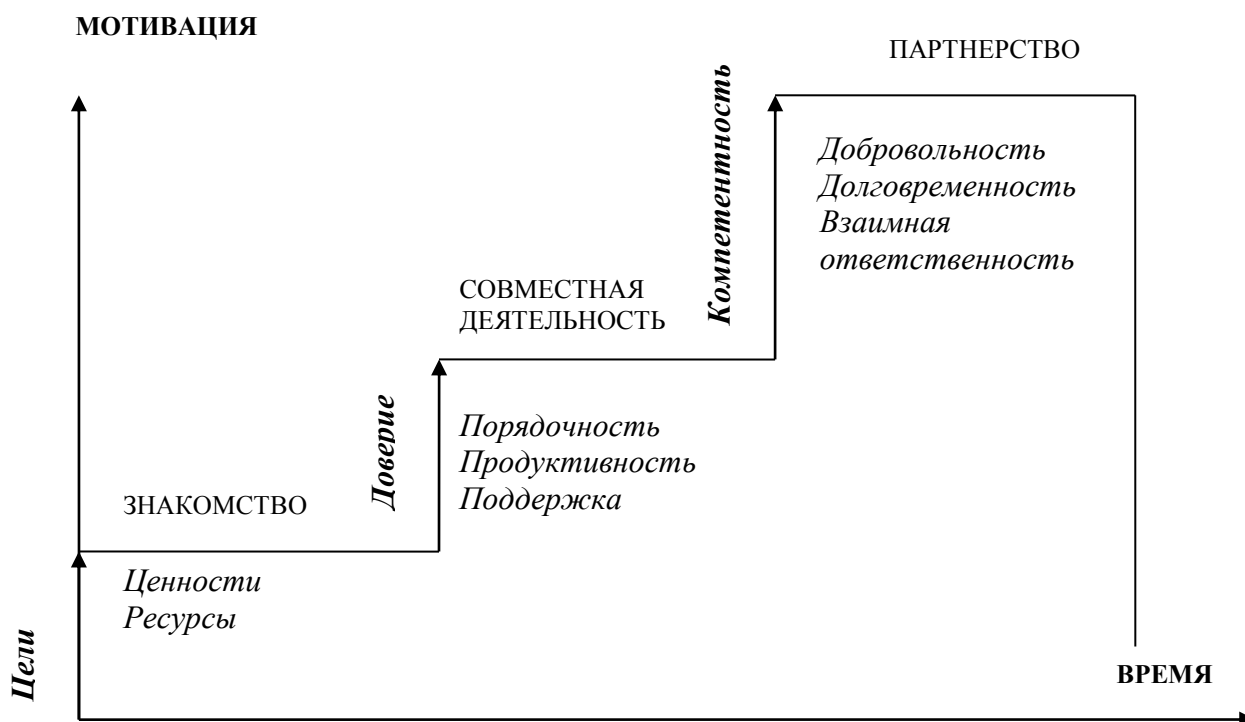 МОТИВАЦИЯ
ПАРТНЕРСТВО
Компетентность
Добровольность
Долговременность
Взаимная
ответственность
СОВМЕСТНАЯ
ДЕЯТЕЛЬНОСТЬ
Доверие
Порядочность
Продуктивность
Поддержка
ЗНАКОМСТВО
Ценности
Ресурсы
Цели
ВРЕМЯ